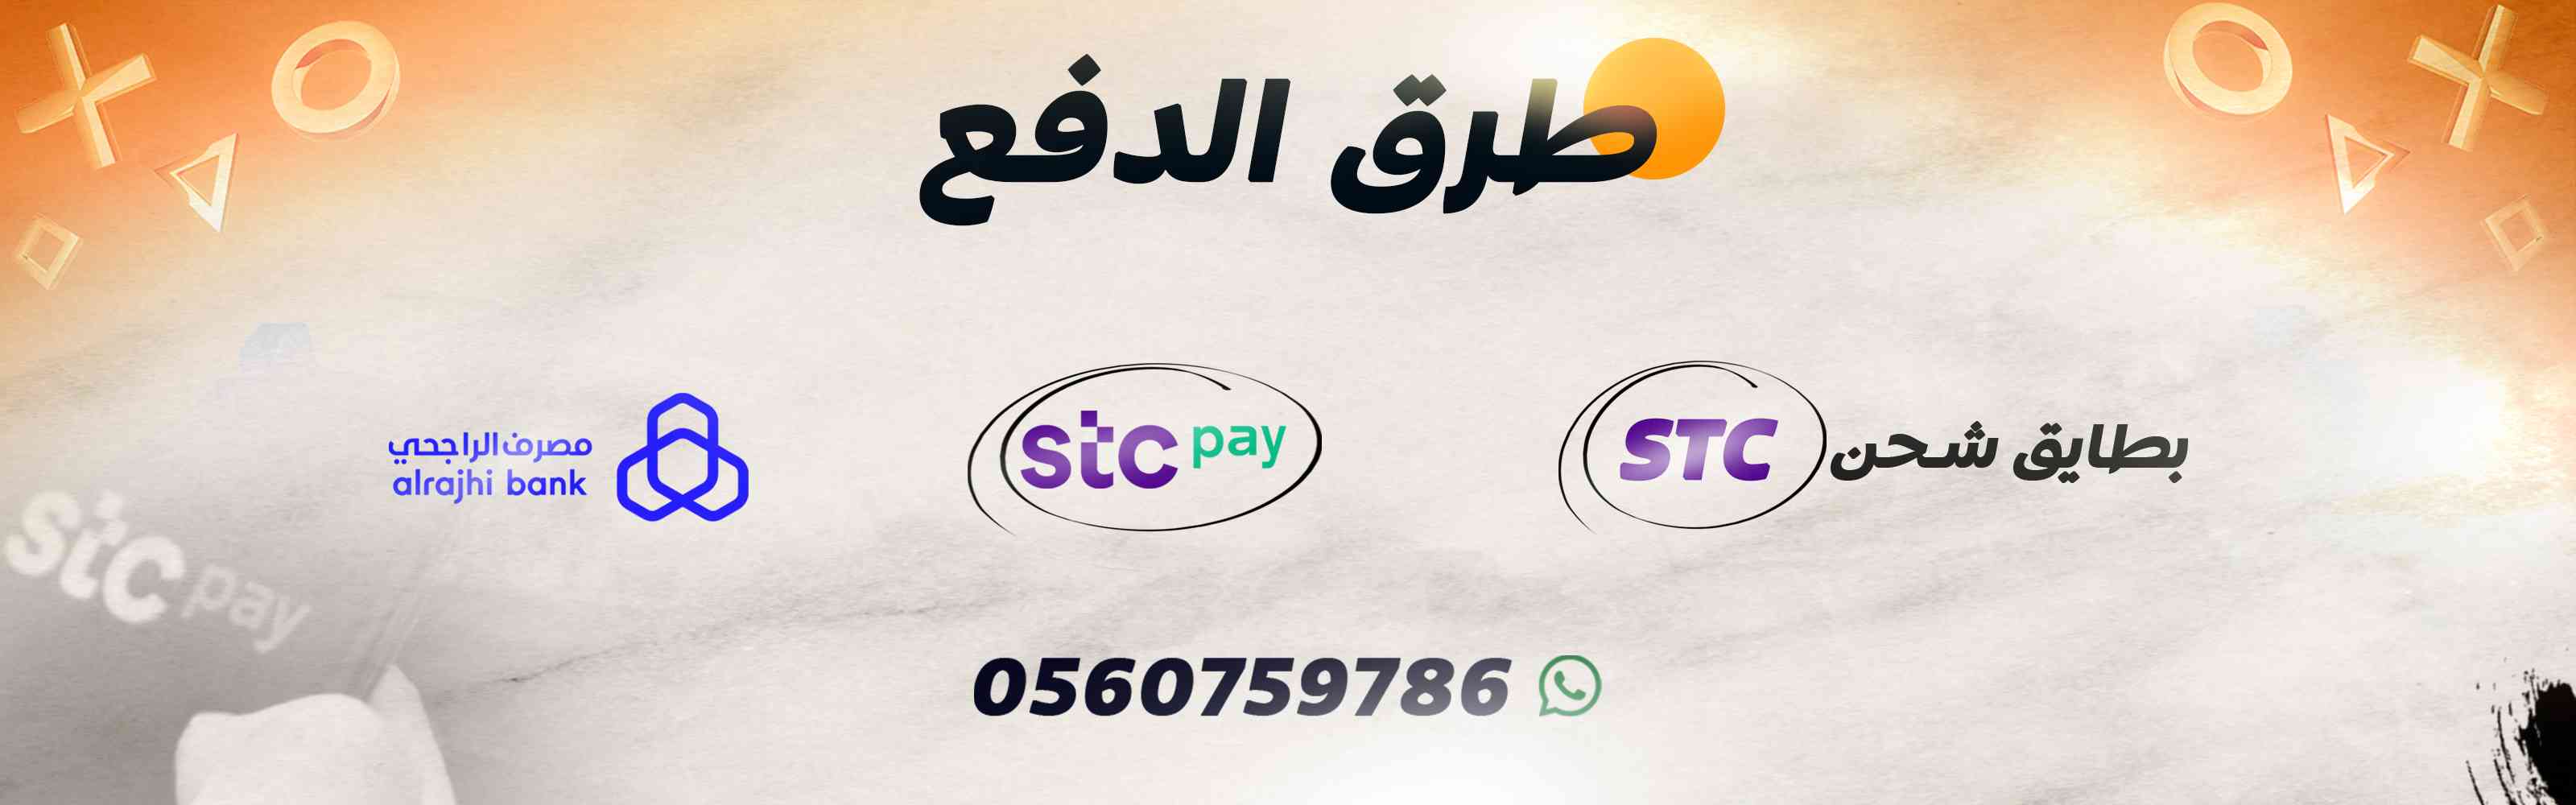 طرق الدفع
بطايق شحن STC
stc pay
مصرف الراجحي
alrajhi bank
stc pay
0560759786